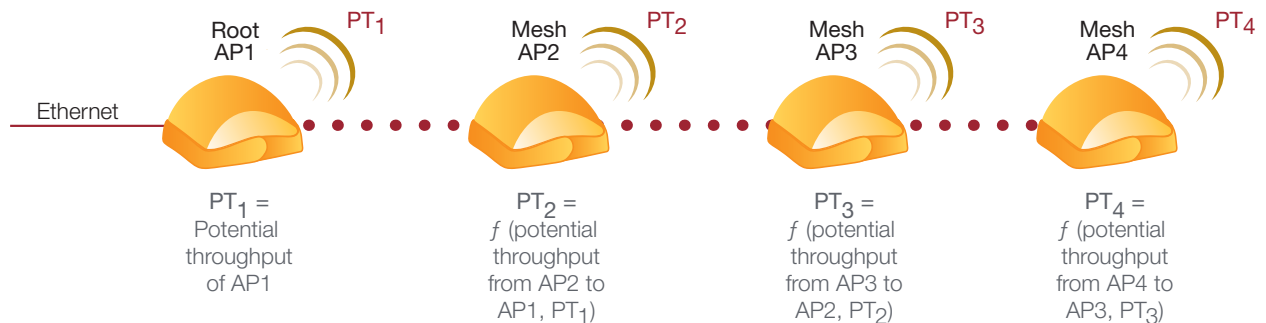 Root
AP1
PT1
Mesh
AP2
PT2
Mesh
AP3
PT3
Mesh
AP4
PT4
Ethernet
PT1 =
Potential
throughput
of AP1
PT2 =
ƒ (potential
throughput
from AP2 to
AP1, PT1)
PT3 =
ƒ (potential
throughput
from AP3 to
AP2, PT2)
PT4 =
ƒ (potential
throughput
from AP4 to
AP3, PT3)